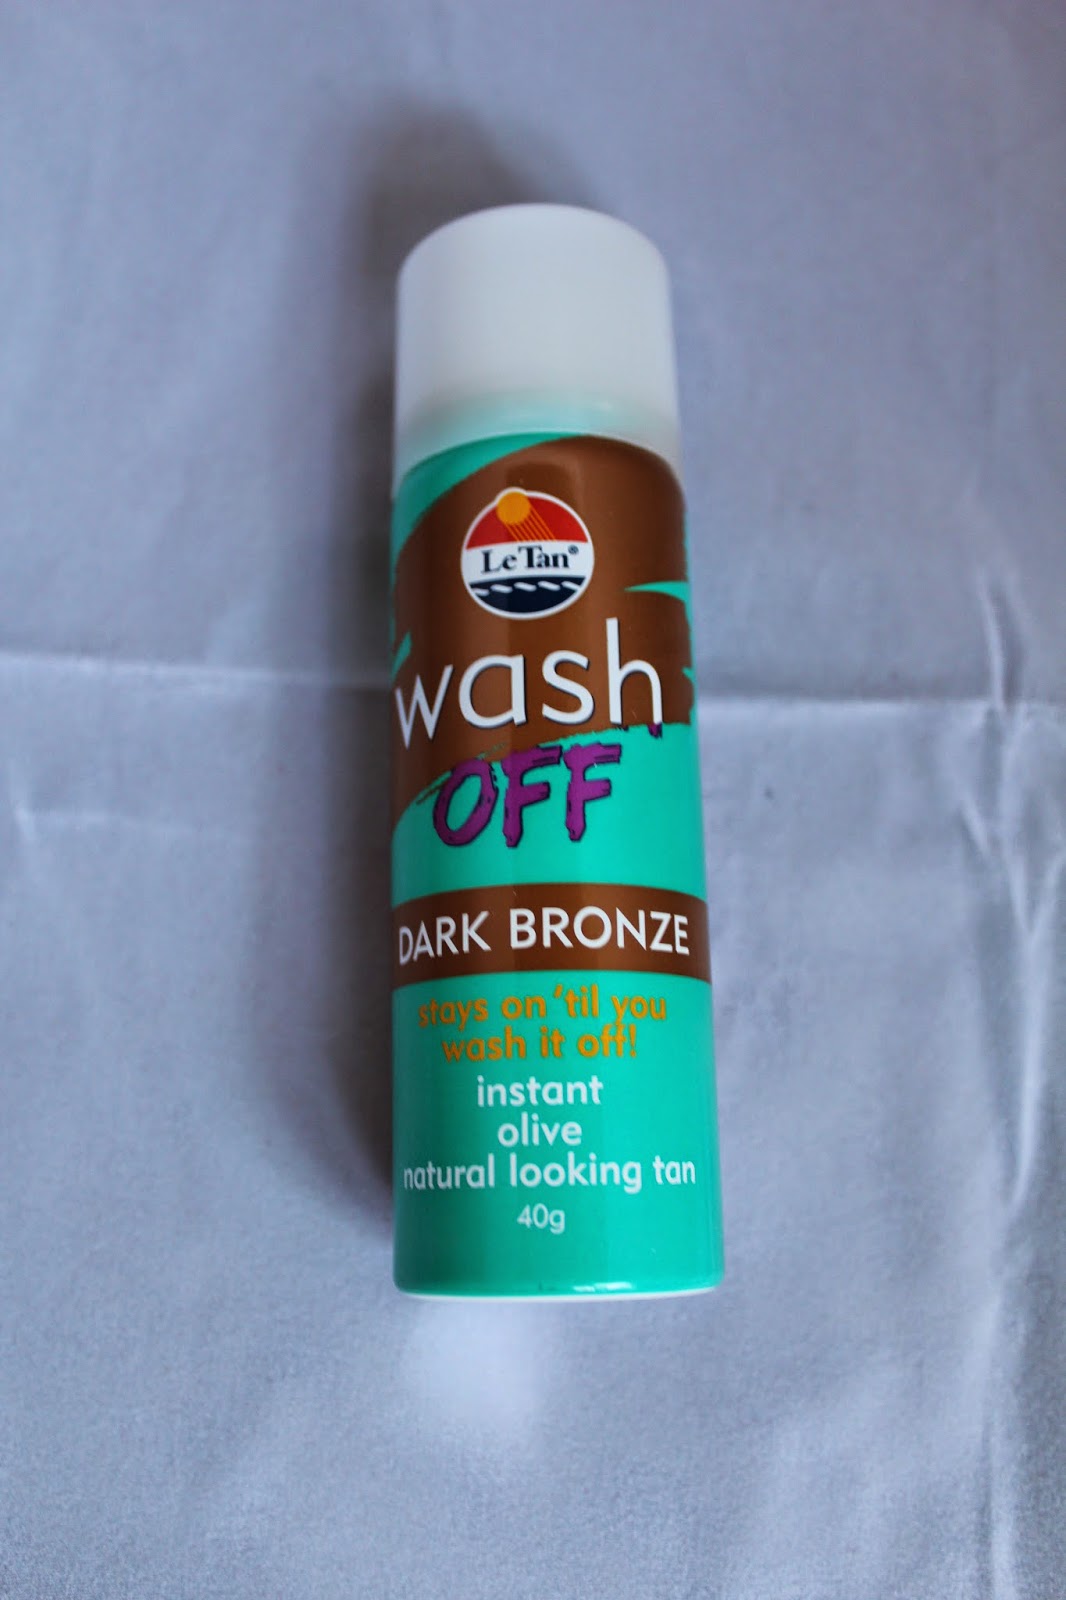 Le Tan®
wash
OFF
DARK BRONZE
stays on 'til you
wash it off!
instant
olive
natural looking tan
40g